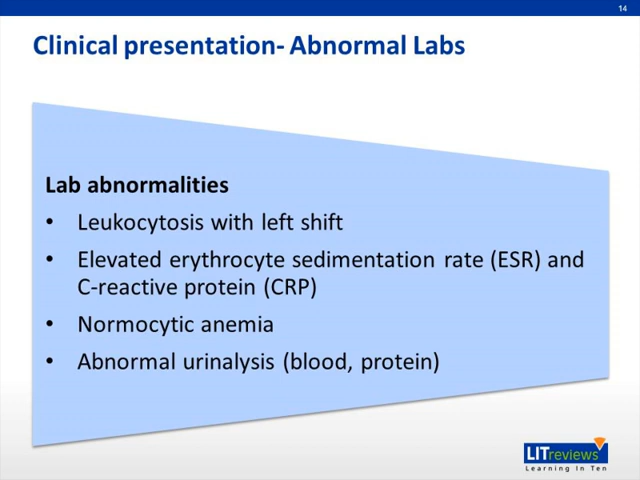 14
Clinical presentation- Abnormal Labs
Lab abnormalities
• Leukocytosis with left shift
• Elevated erythrocyte sedimentation rate (ESR) and
C-reactive protein (CRP)
• Normocytic anemia
• Abnormal urinalysis (blood, protein)
LITreviews
Learning In Ten